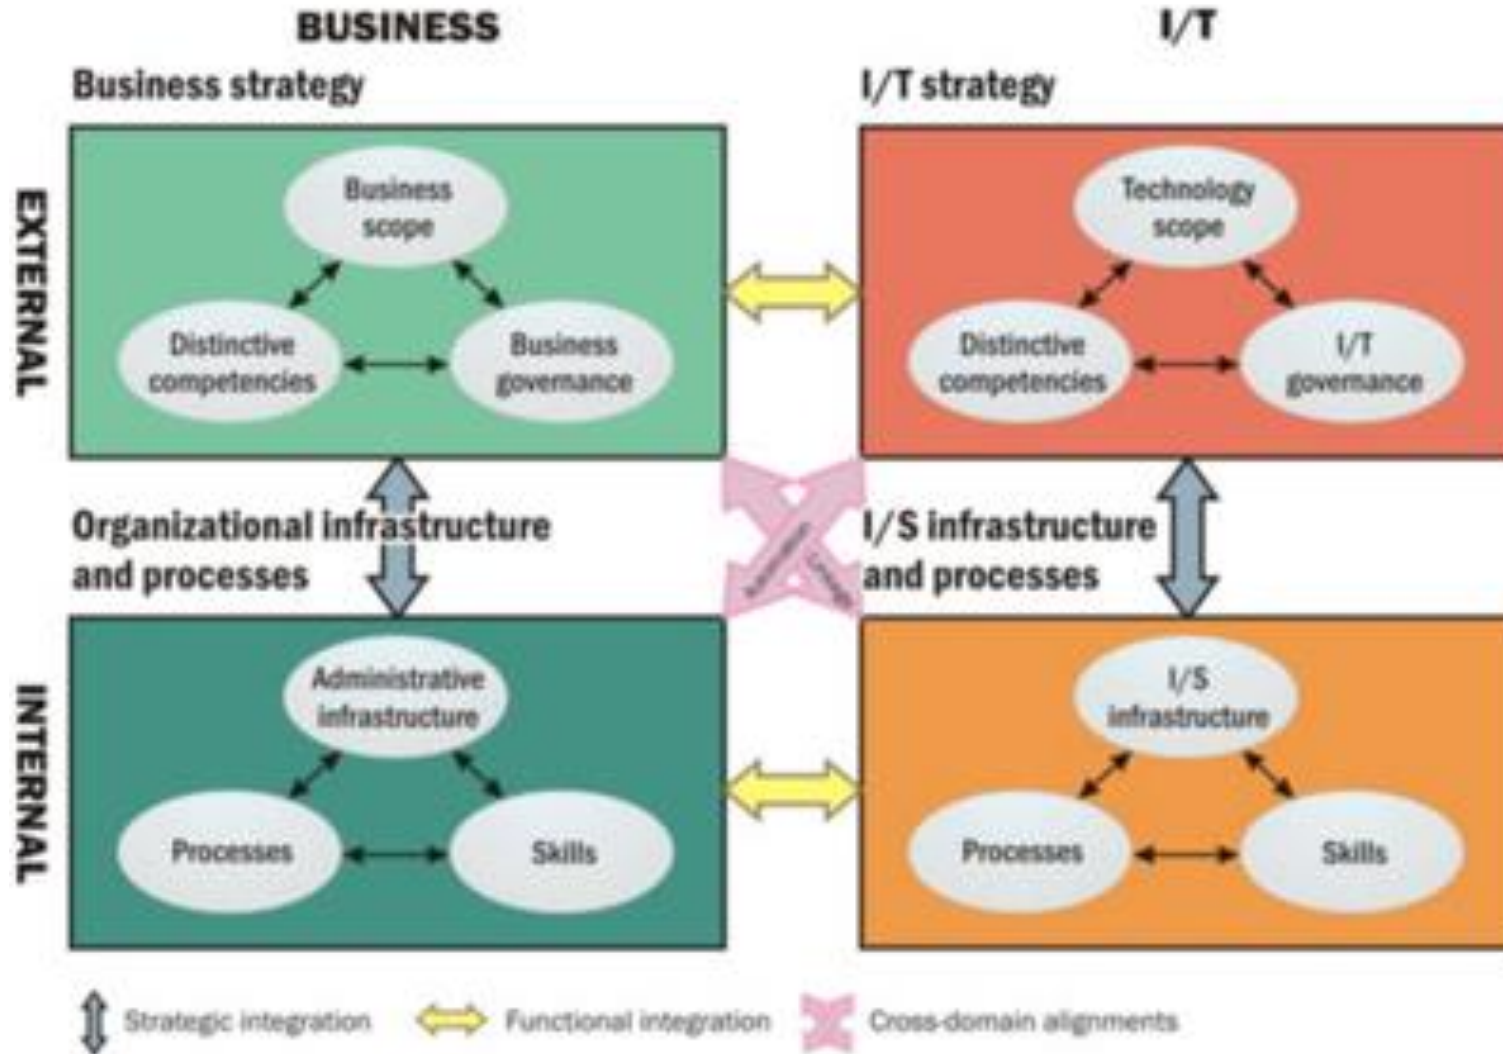 BUSINESS
I/T
Business strategy
I/T strategy
EXTERNAL
Business
scope
Distinctive
competencies
Business
governance
Technology
scope
Distinctive
competencies
I/T
governance
Organizational infrastructure
and processes
Automation
Linkage
I/S infrastructure
and processes
INTERNAL
Administrative
infrastructure
Processes
Skills
I/S
infrastructure
Processes
Skills
Strategic integration
Functional integration
Cross-domain alignments